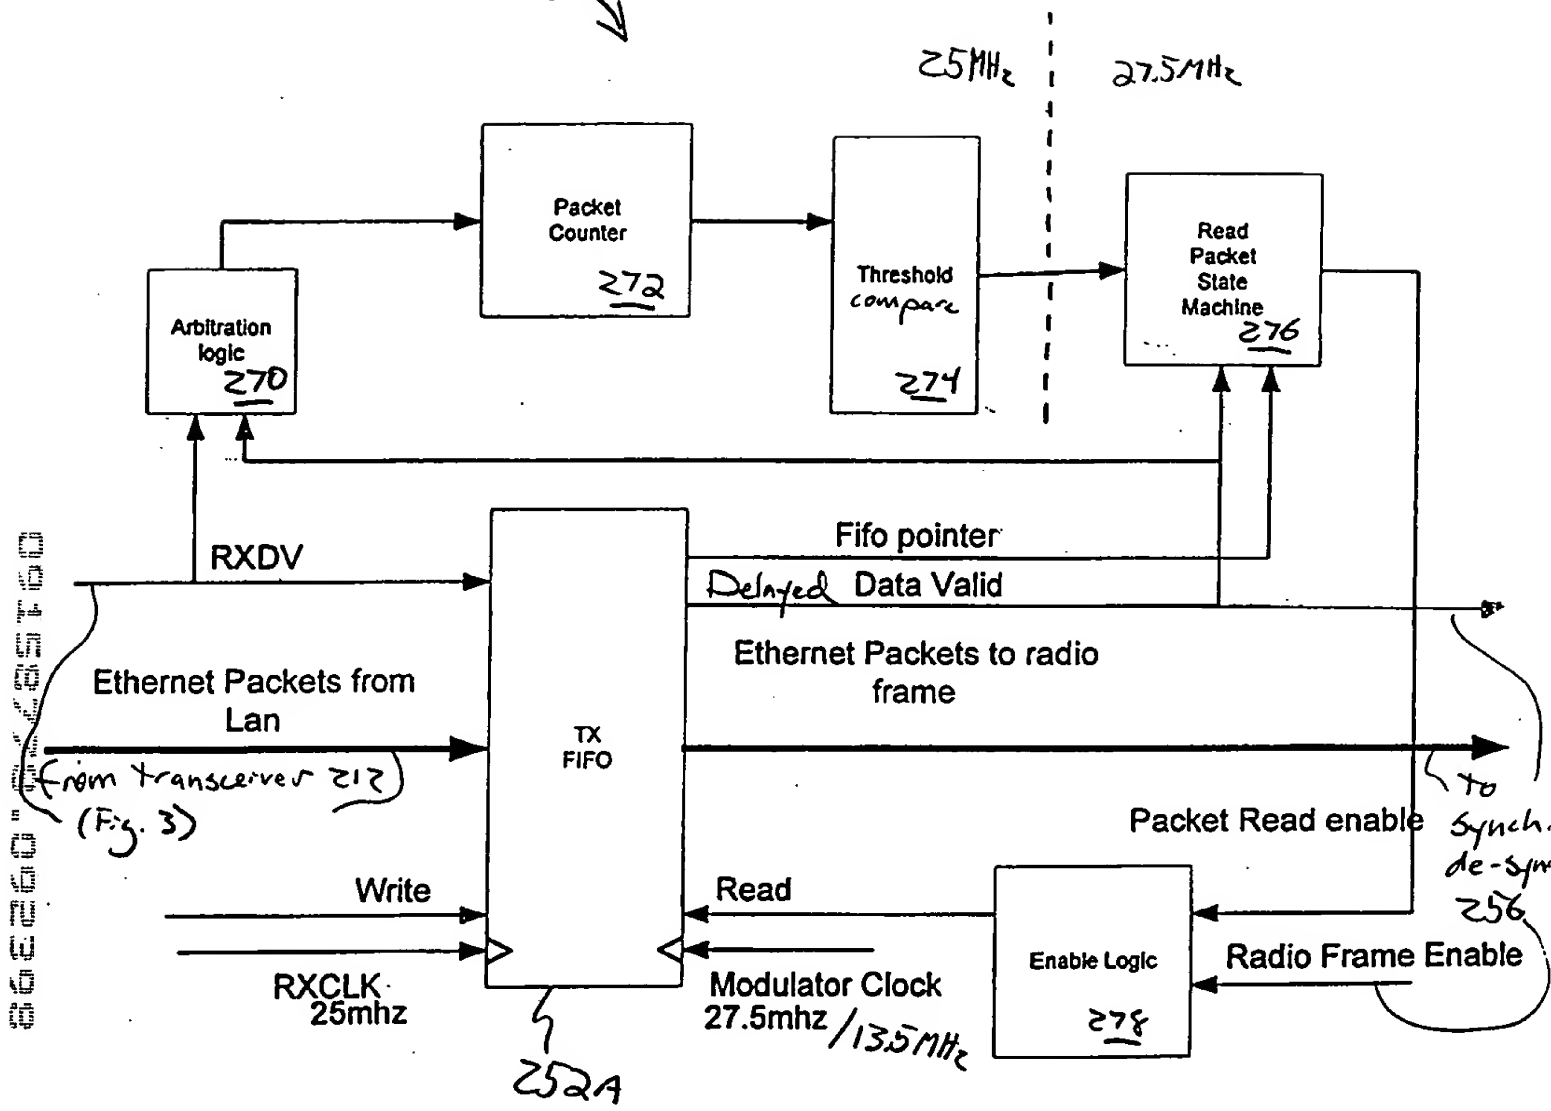 25MHz
27.5MHz
Packet
Counter
272
Threshold
compare
274
Read
Packet
State
Machine
276
Arbitration
logic
270
RXDV
Fifo pointer
Delayed Data Valid
Ethernet Packets to radio
frame
Ethernet Packets from
Lan
from transceiver 212
(Fig. 3)
TX
FIFO
to
synch.
256
Packet Read enable
Write
Read
RXCLK
25mhz
Modulator Clock
27.5mhz /13.5MHz
Enable Logic
278
Radio Frame Enable
252A